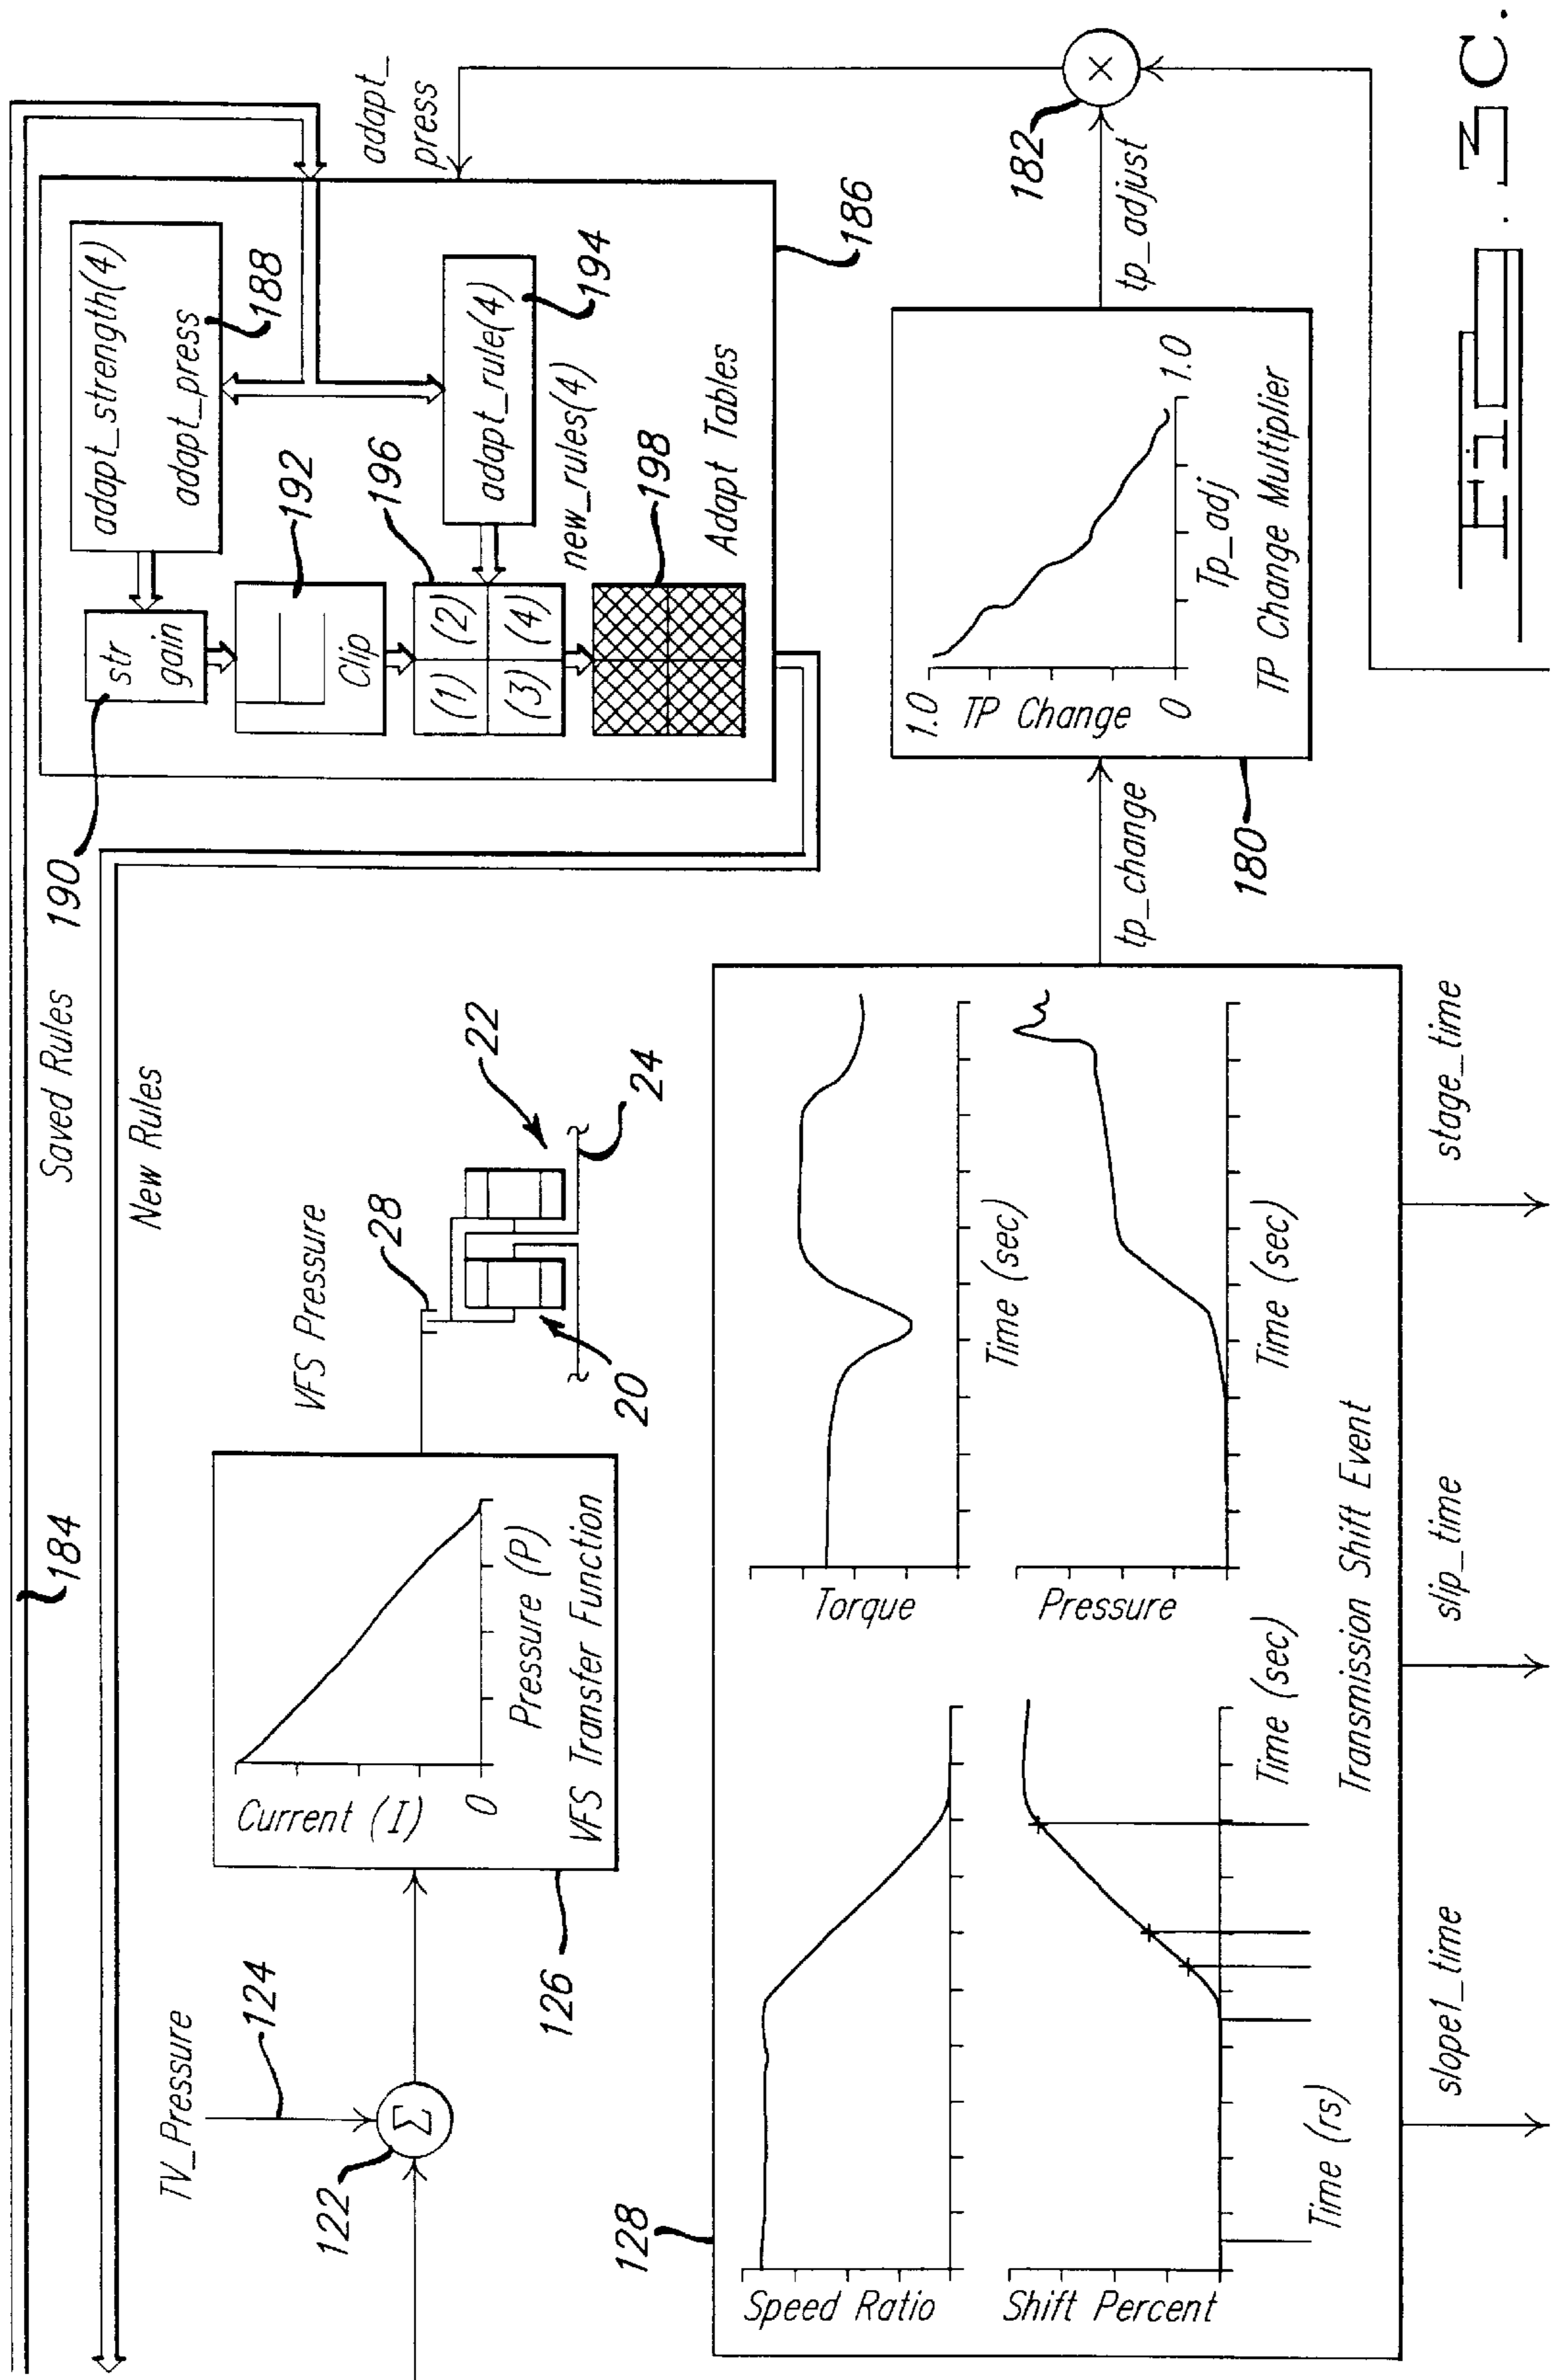 184
Saved Rules
New Rules
190
str
gain
adapt_strength(4)
adapt_press
188
192
Clip
196
(1) (2)
(3) (4)
adapt_rule(4)
194
new_rules(4)
198
Adapt Tables
186
adapt_
press
TV_Pressure
124
122
Σ
Current (I)
0
Pressure (P)
VFS Transfer Function
126
VFS Pressure
28
22
24
20
128
Speed Ratio
Torque
Time (sec)
Shift Percent
Time (sec)
Time (rs)
Pressure
Time (sec)
Transmission Shift Event
slope1_time
slip_time
stage_time
tp_change
1.0
TP Change
0
Tp_adj
1.0
TP Change Multiplier
180
tp_adjust
182
×
Fig. 3C.